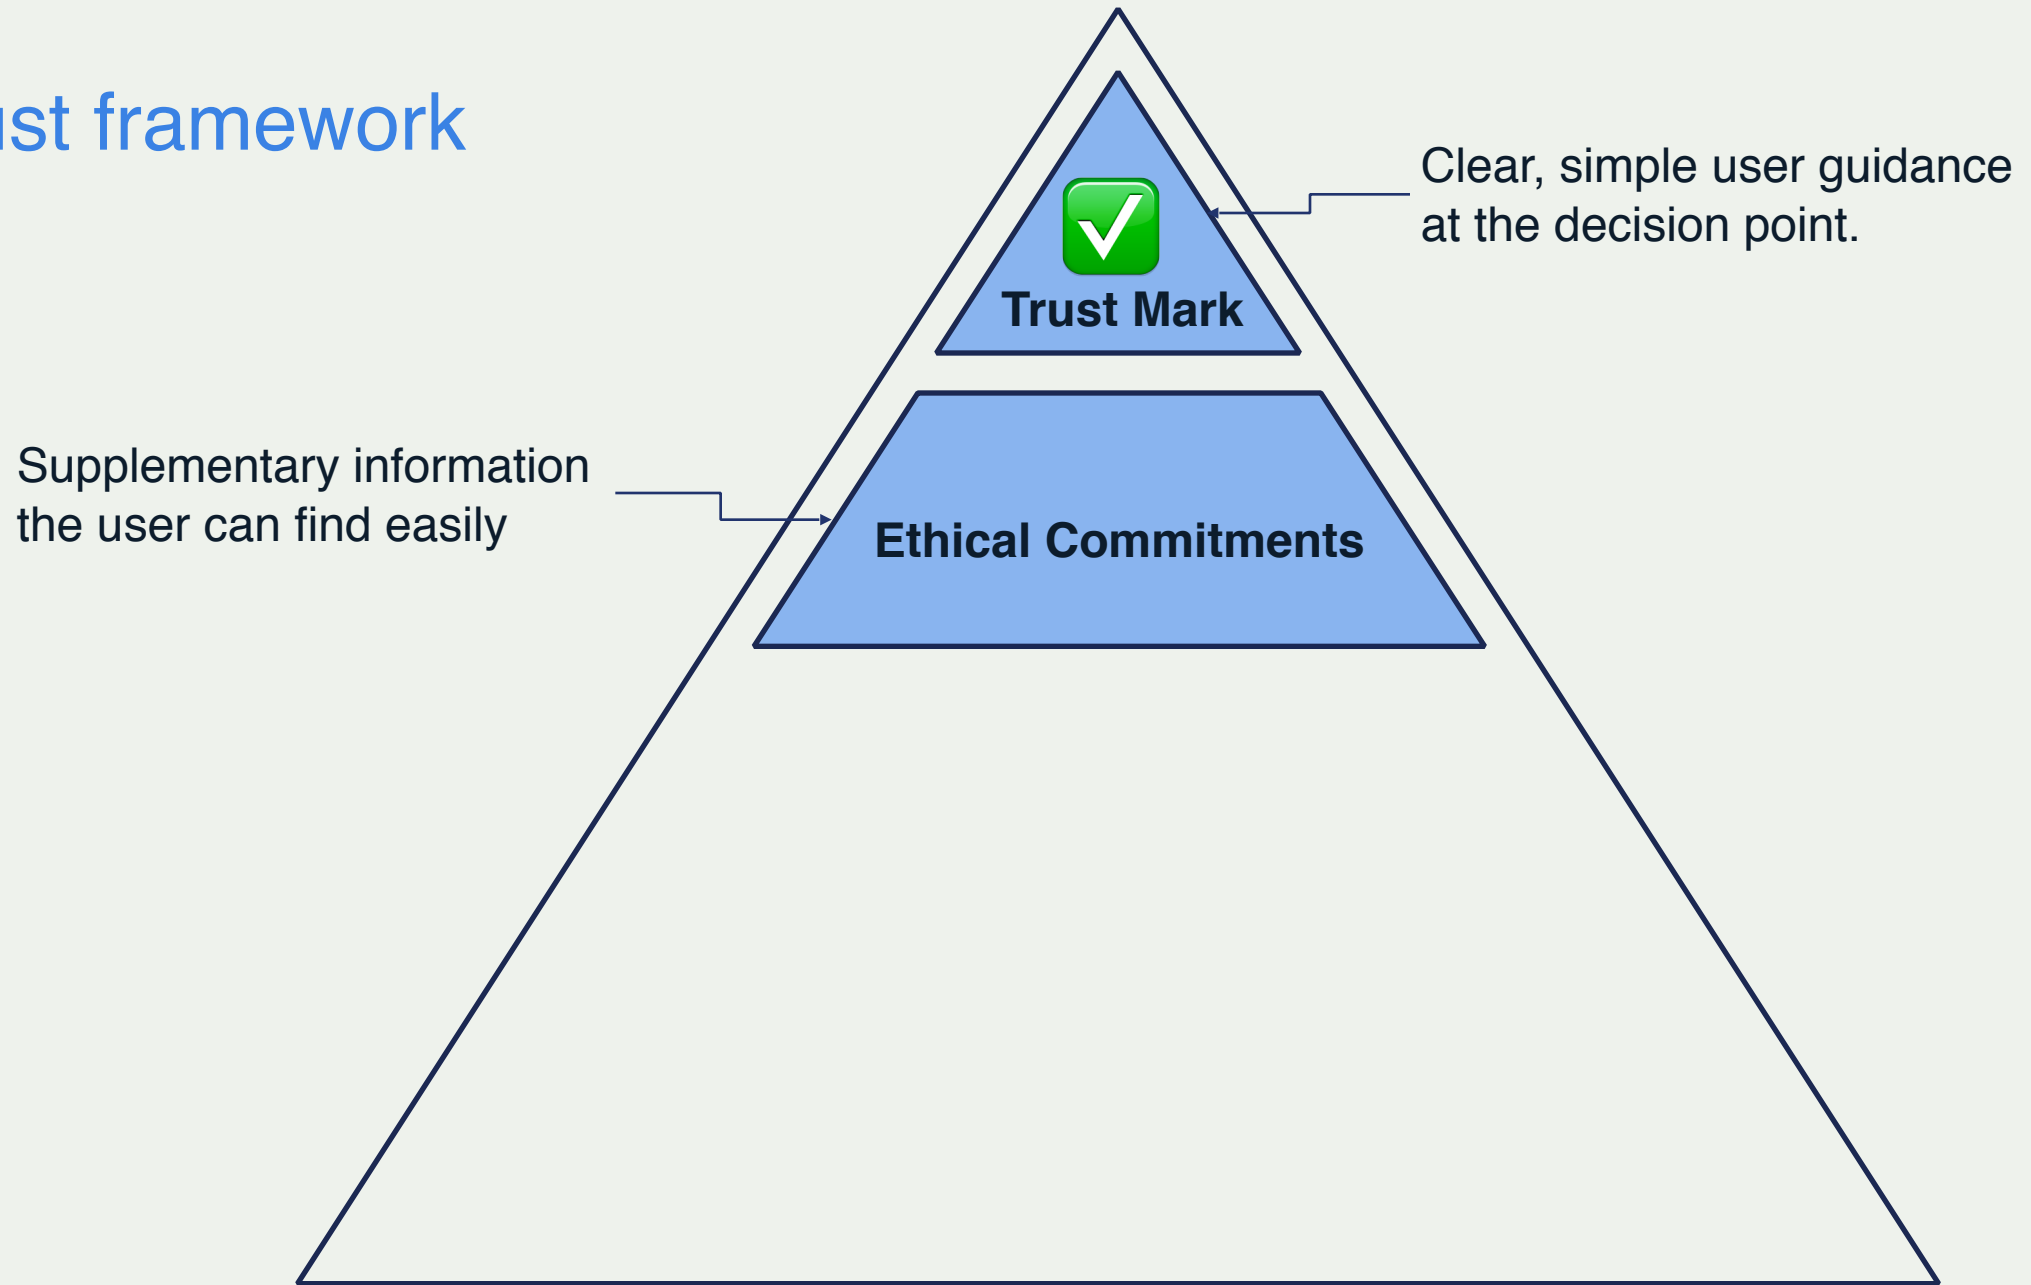 ust framework
Clear, simple user guidance
at the decision point.
Trust Mark
Supplementary information
the user can find easily
Ethical Commitments